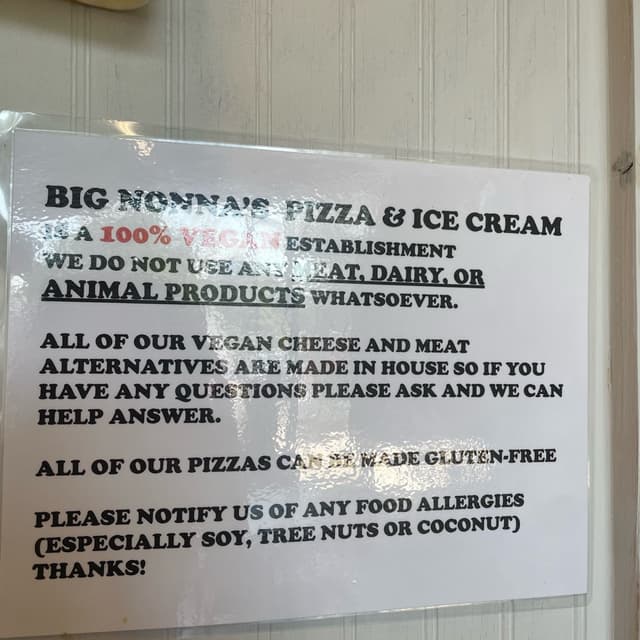 BIG NONNA'S PIZZA & ICE CREAM
IS A 100% VEGAN ESTABLISHMENT
WE DO NOT USE ANY MEAT, DAIRY, OR
ANIMAL PRODUCTS WHATSOEVER.
ALL OF OUR VEGAN CHEESE AND MEAT
ALTERNATIVES ARE MADE IN HOUSE SO IF YOU
HAVE ANY QUESTIONS PLEASE ASK AND WE CAN
HELP ANSWER.
ALL OF OUR PIZZAS CAN BE MADE GLUTEN-FREE
PLEASE NOTIFY US OF ANY FOOD ALLERGIES
(ESPECIALLY SOY, TREE NUTS OR COCONUT)
THANKS!